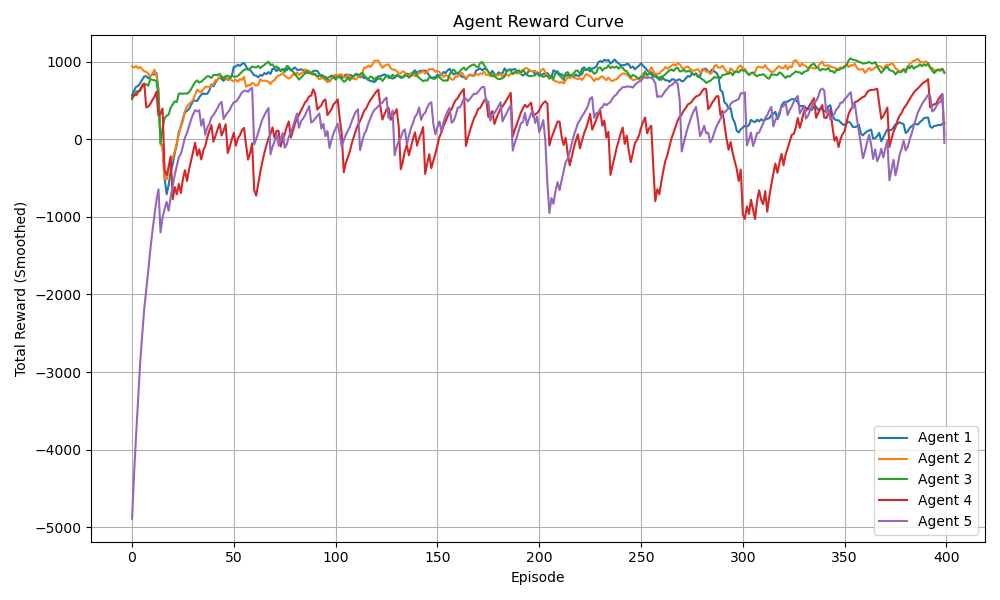 Agent Reward Curve
Total Reward (Smoothed)
1000
0
−1000
−2000
−3000
−4000
−5000
0 50 100 150 200 250 300 350 400
Episode
Agent 1
Agent 2
Agent 3
Agent 4
Agent 5